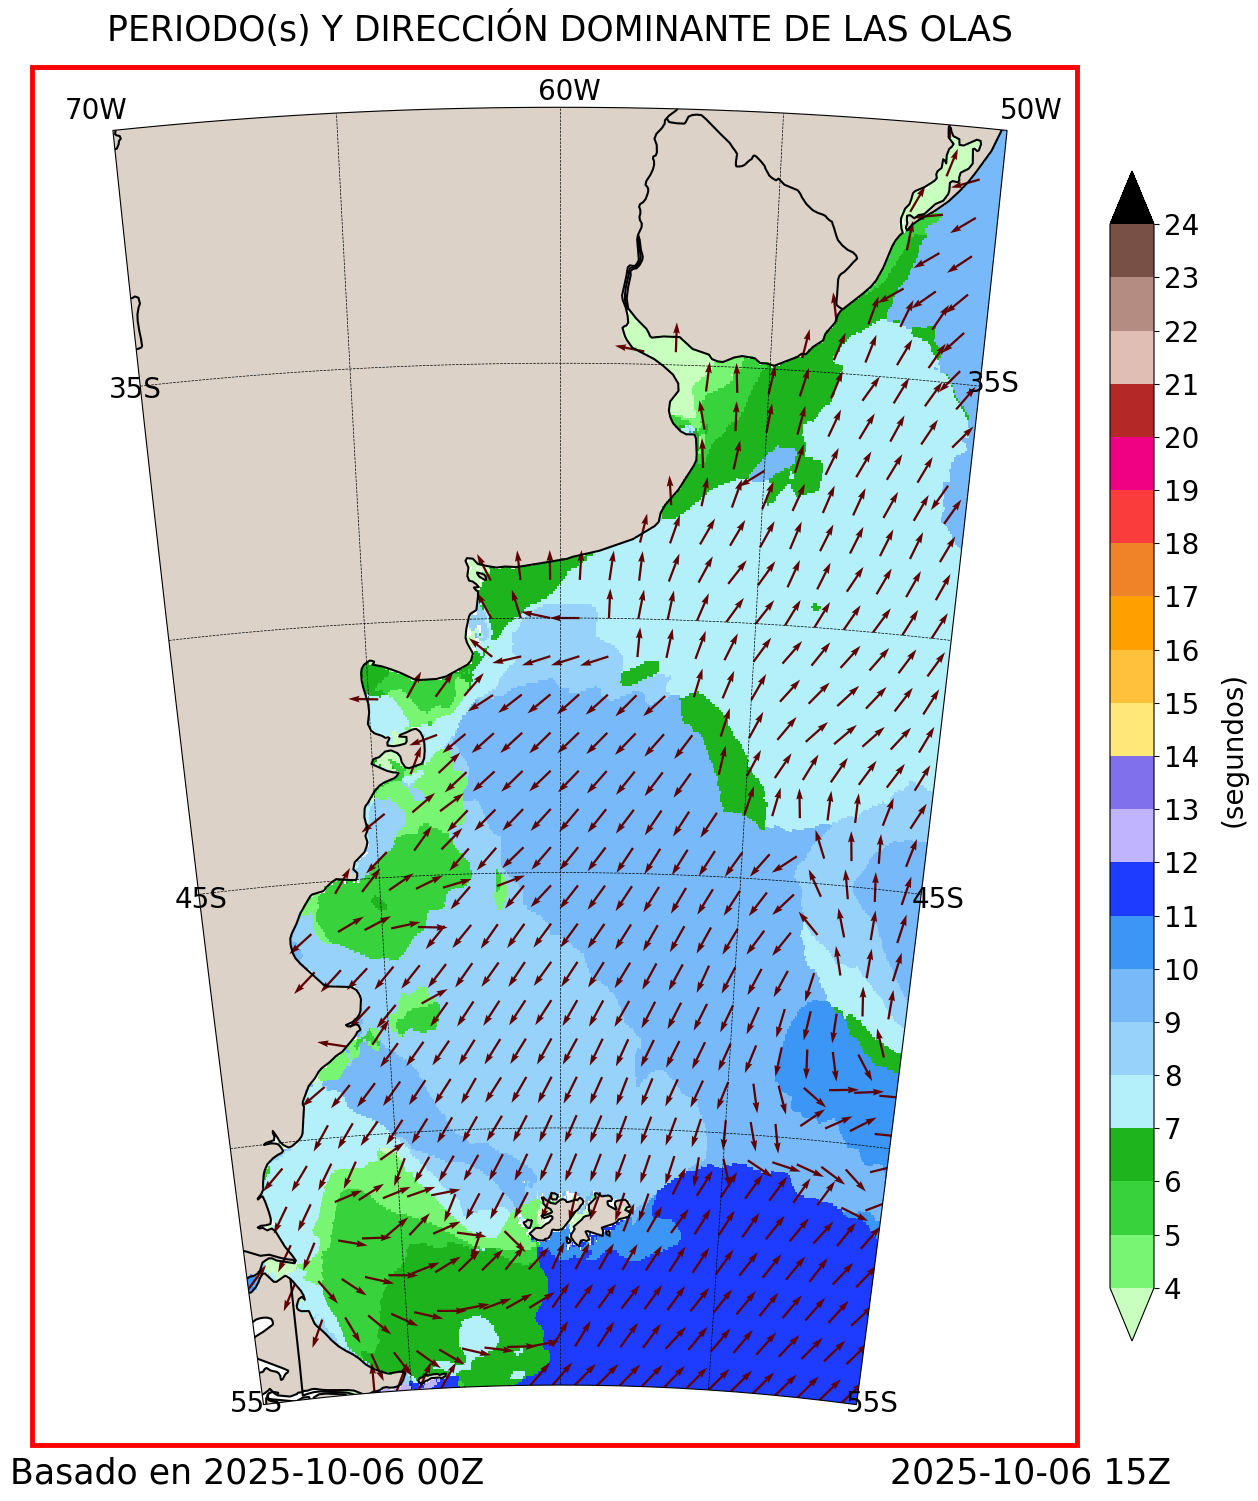 PERIODO(s) Y DIRECCIÓN DOMINANTE DE LAS OLAS
70W
60W
50W
35S
35S
45S
45S
55S
55S
24
23
22
21
20
19
18
17
16
15
14
13
12
11
10
9
8
7
6
5
4
(segundos)
Basado en 2025-10-06 00Z
2025-10-06 15Z